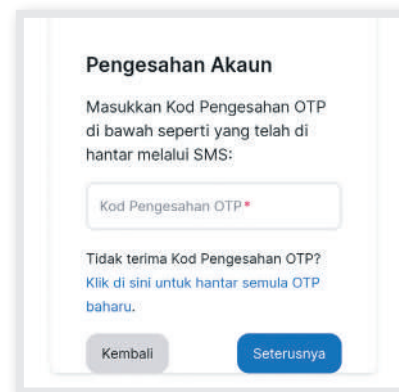 Pengesahan Akaun
Masukkan Kod Pengesahan OTP
di bawah seperti yang telah di
hantar melalui SMS:
Kod Pengesahan OTP*
Tidak terima Kod Pengesahan OTP?
Klik di sini untuk hantar semula OTP
baharu.
Kembali
Seterusnya